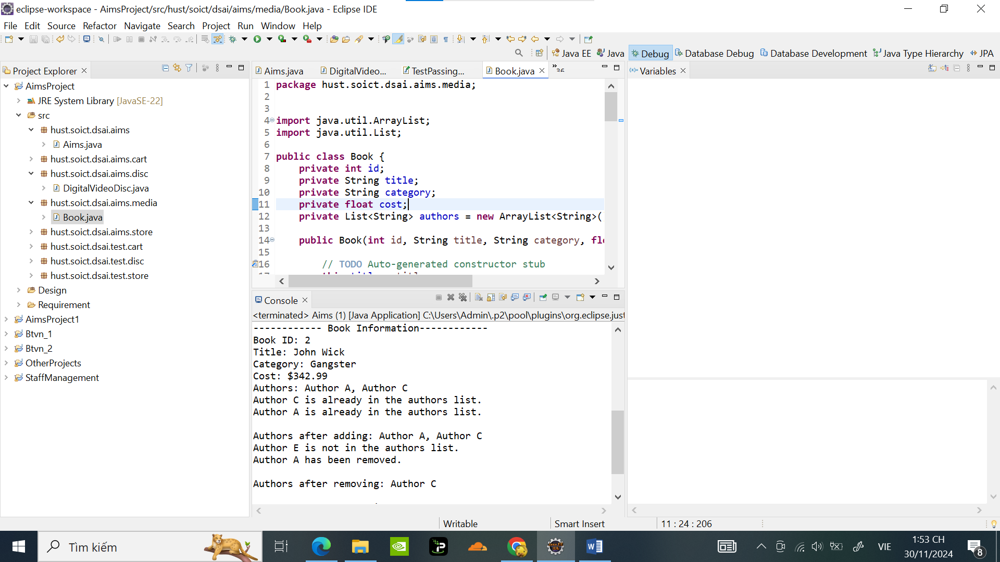 eclipse-workspace - AimsProject/src/hust/soict/dsai/aims/media/Book.java - Eclipse IDE
File Edit Source Refactor Navigate Search Project Run Window Help
Java EE Java Debug Database Debug Database Development Java Type Hierarchy JPA
Project Explorer
AimsProject
JRE System Library [JavaSE-22]
src
hust.soict.dsai.aims
Aims.java
hust.soict.dsai.aims.cart
hust.soict.dsai.aims.disc
DigitalVideoDisc.java
hust.soict.dsai.aims.media
Book.java
hust.soict.dsai.aims.store
hust.soict.dsai.test.cart
hust.soict.dsai.test.disc
hust.soict.dsai.test.store
Design
Requirement
AimsProject1
Btvn_1
Btvn_2
OtherProjects
StaffManagement
Aims.java DigitalVideo... TestPassing... Book.java »36
1 package hust.soict.dsai.aims.media;
2
3
4 import java.util.ArrayList;
5 import java.util.List;
6
7 public class Book {
8 private int id;
9 private String title;
10 private String category;
11 private float cost;
12 private List<String> authors = new ArrayList<String>(
13
14 public Book(int id, String title, String category, flo
15
16 // TODO Auto-generated constructor stub
Console
<terminated> Aims (1) [Java Application] C:\Users\Admin\.p2\pool\plugins\org.eclipse.just
------------ Book Information------------
Book ID: 2
Title: John Wick
Category: Gangster
Cost: $342.99
Authors: Author A, Author C
Author C is already in the authors list.
Author A is already in the authors list.
Authors after adding: Author A, Author C
Author E is not in the authors list.
Author A has been removed.
Authors after removing: Author C
Variables
Writable Smart Insert 11 : 24 : 206
Tìm kiếm
VIE
1:53 CH
30/11/2024
8